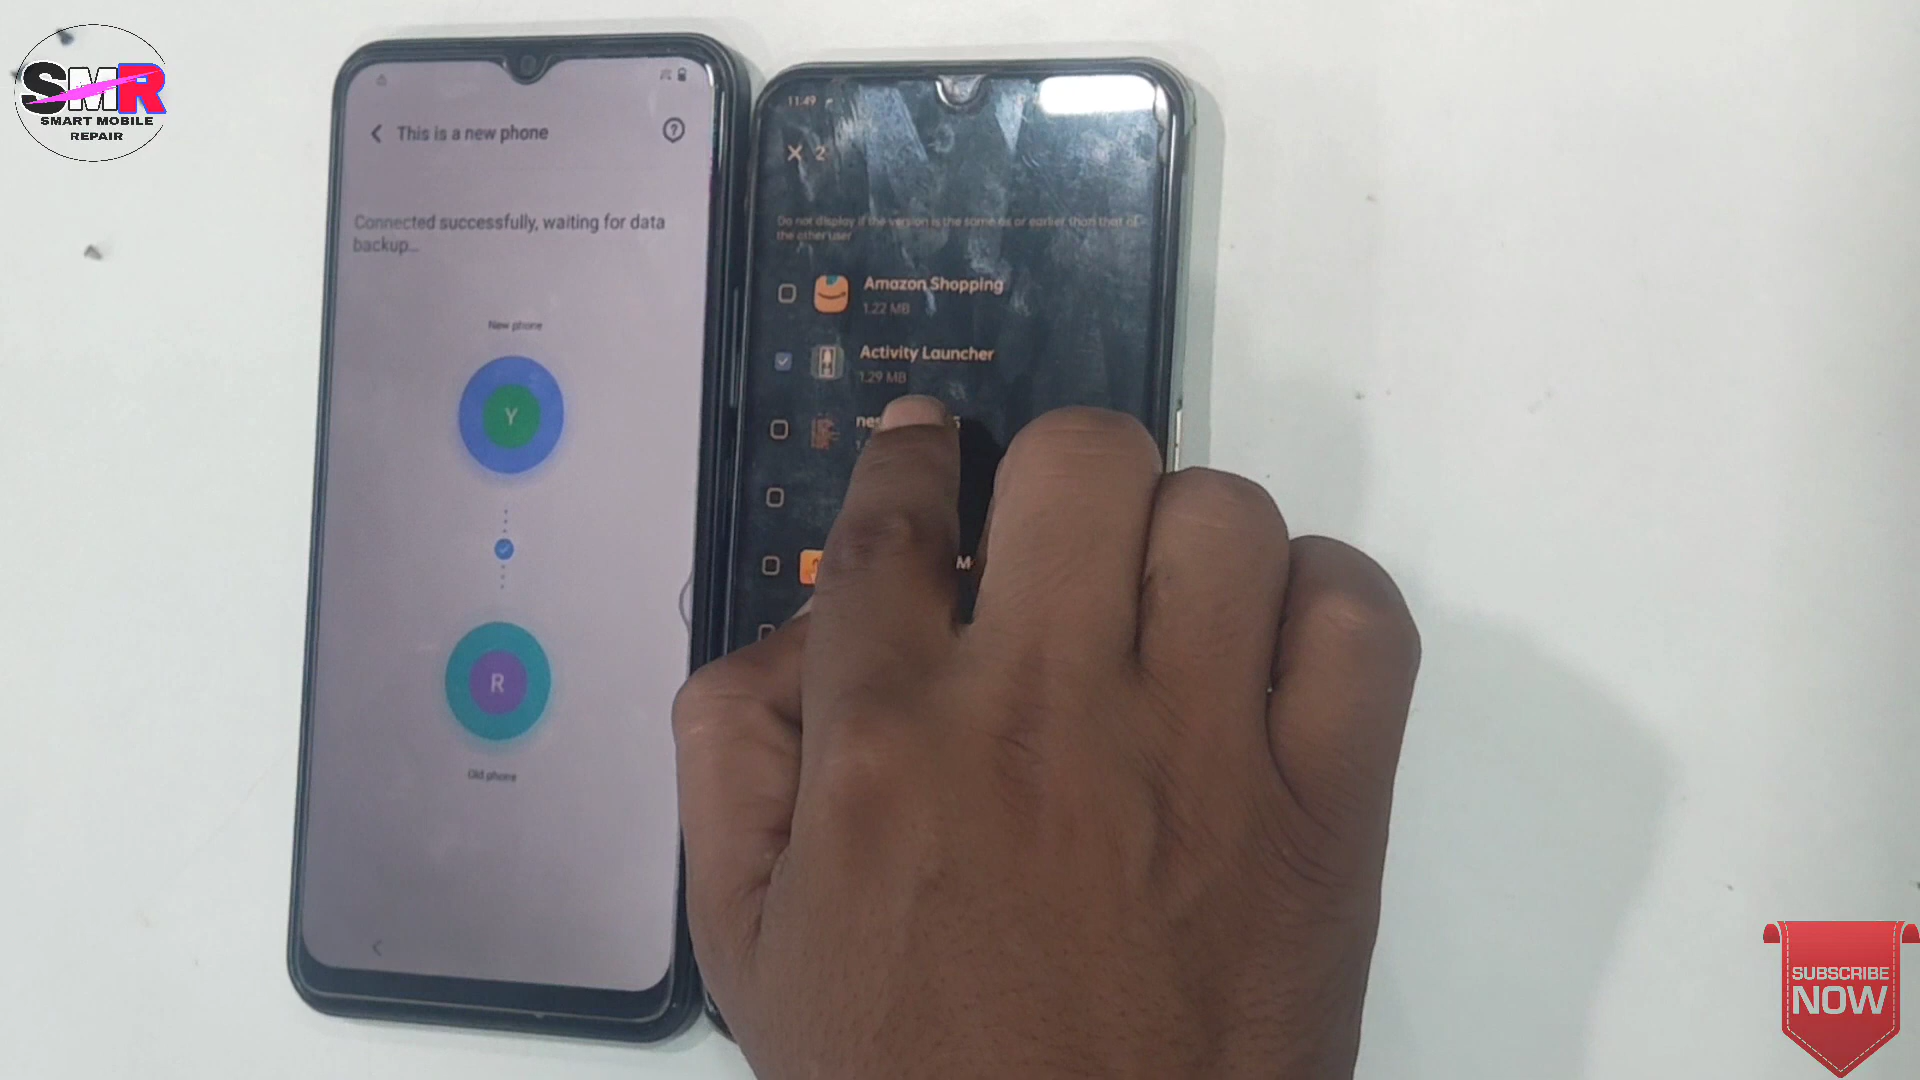 SMR
SMART MOBILE
REPAIR
This is a new phone
?
Connected successfully, waiting for data
backup...
New phone
Y
R
Old phone
11:49
2
Do not display if the version is the same as or earlier than that of
the other user
Amazon Shopping
1.22 MB
Activity Launcher
1.29 MB
M
SUBSCRIBE
NOW